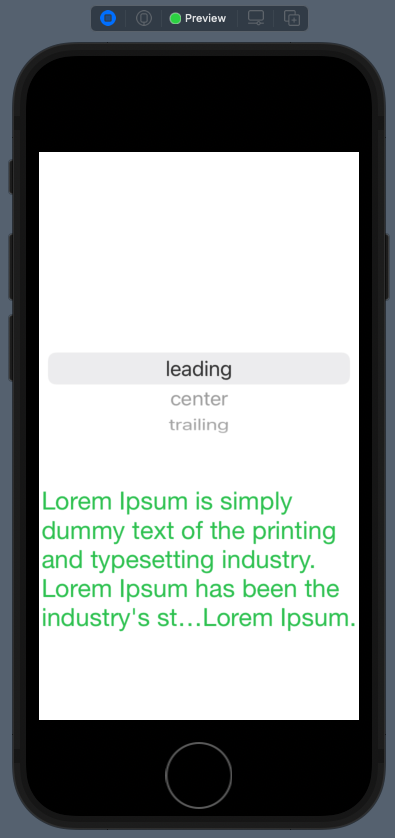 Preview
leading
center
trailing
Lorem Ipsum is simply
dummy text of the printing
and typesetting industry.
Lorem Ipsum has been the
industry's st...Lorem Ipsum.